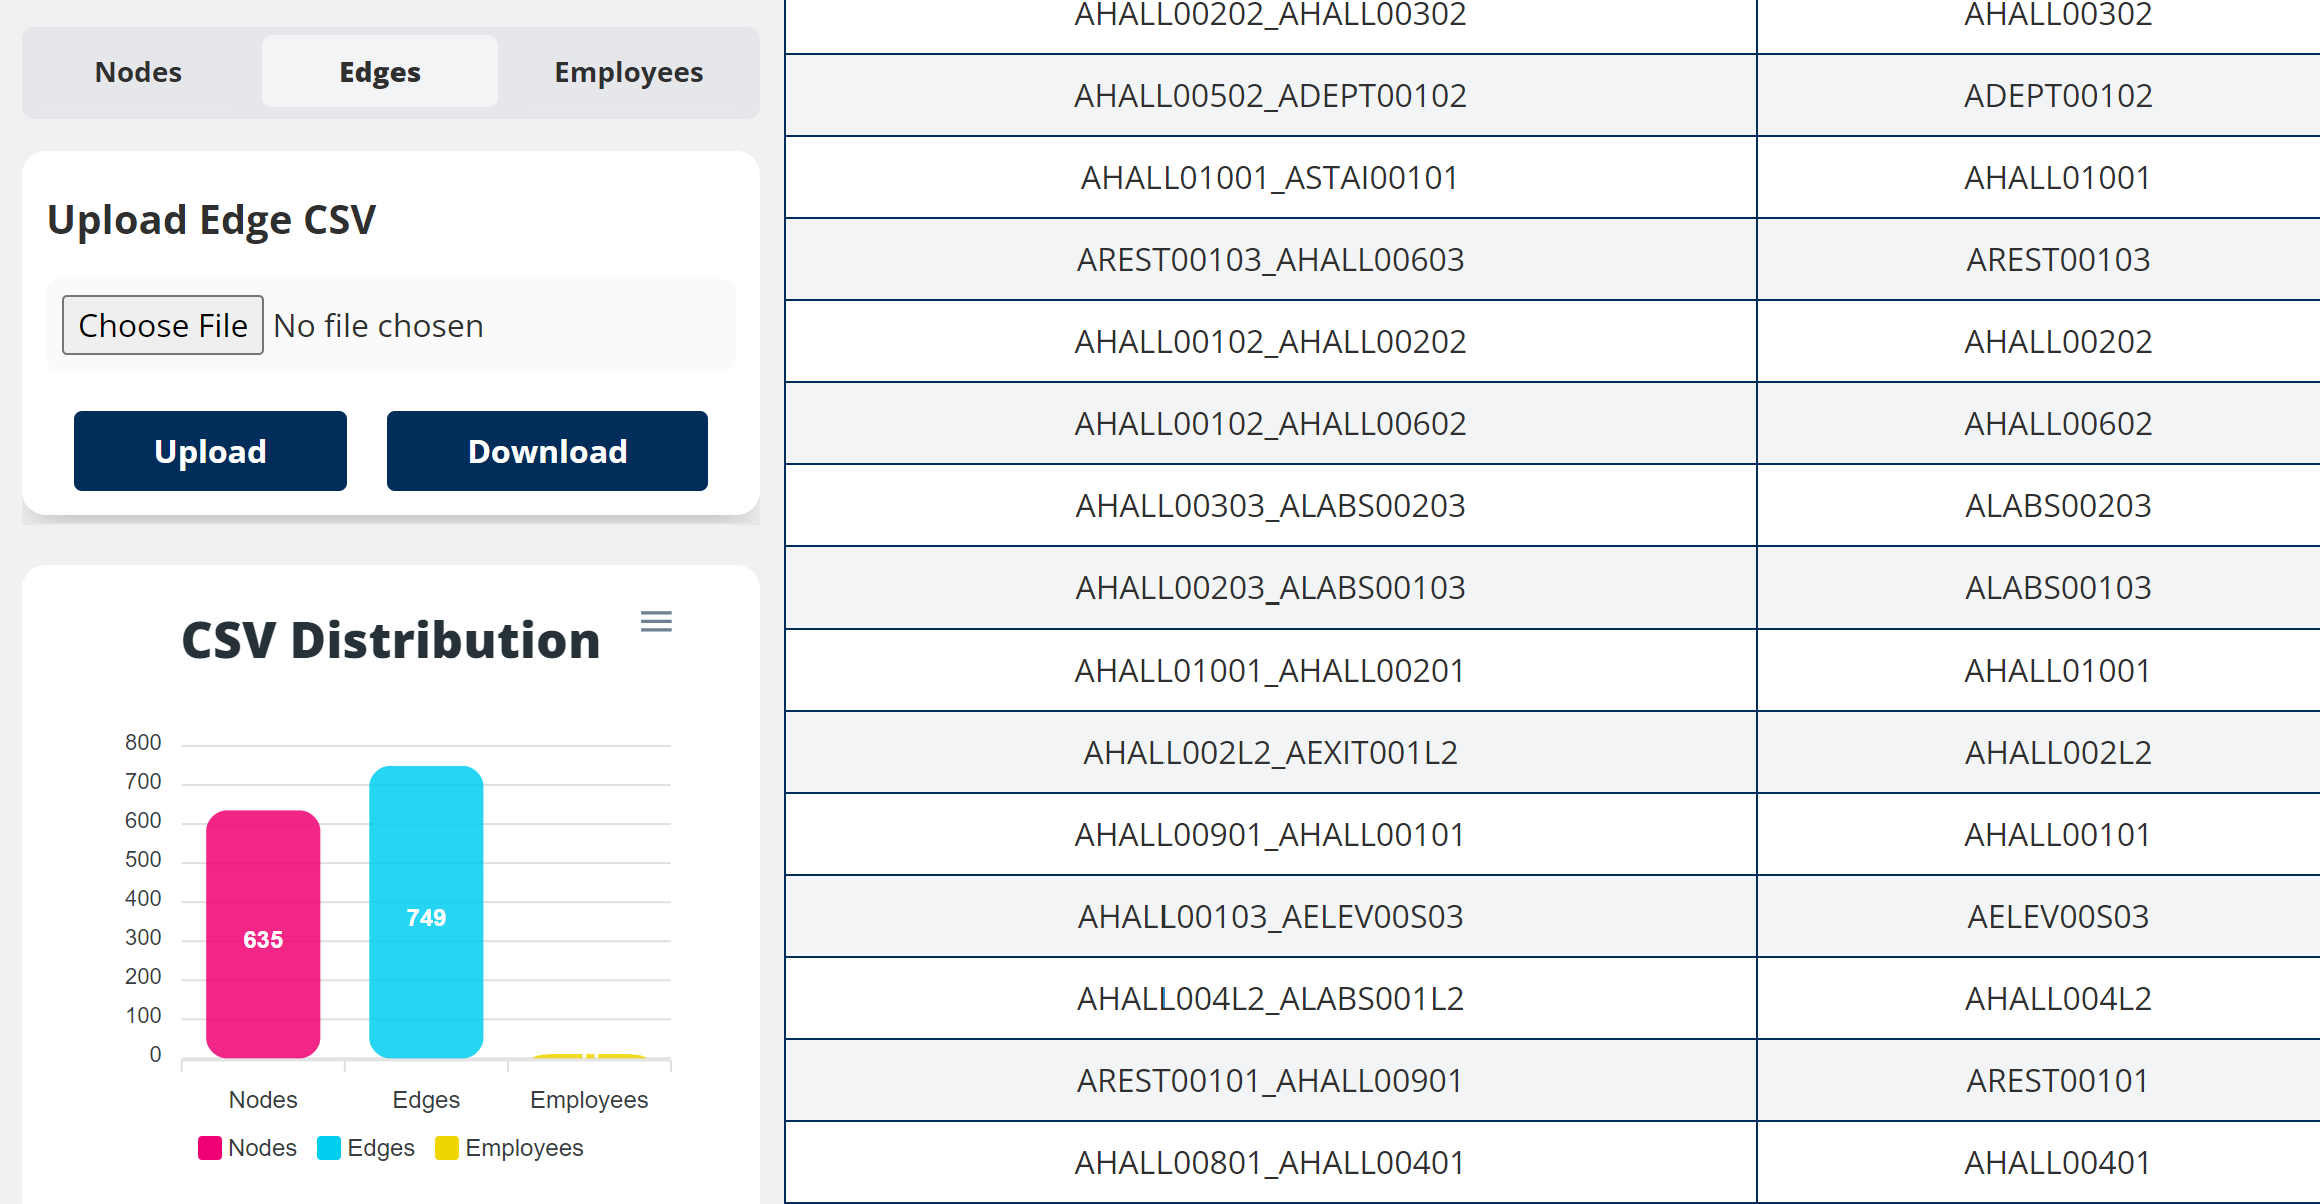 Nodes Edges Employees
Upload Edge CSV
Choose File No file chosen
Upload Download
CSV Distribution
800
700
600
500
400
300
200
100
0
635
749
Nodes Edges Employees
Nodes Edges Employees
AHALL00202_AHALL00302 AHALL00302
AHALL00502_ADEPT00102 ADEPT00102
AHALL01001_ASTAI00101 AHALL01001
AREST00103_AHALL00603 AREST00103
AHALL00102_AHALL00202 AHALL00202
AHALL00102_AHALL00602 AHALL00602
AHALL00303_ALABS00203 ALABS00203
AHALL00203_ALABS00103 ALABS00103
AHALL01001_AHALL00201 AHALL01001
AHALL002L2_AEXIT001L2 AHALL002L2
AHALL00901_AHALL00101 AHALL00101
AHALL00103_AELEV00S03 AELEV00S03
AHALL004L2_ALABS001L2 AHALL004L2
AREST00101_AHALL00901 AREST00101
AHALL00801_AHALL00401 AHALL00401